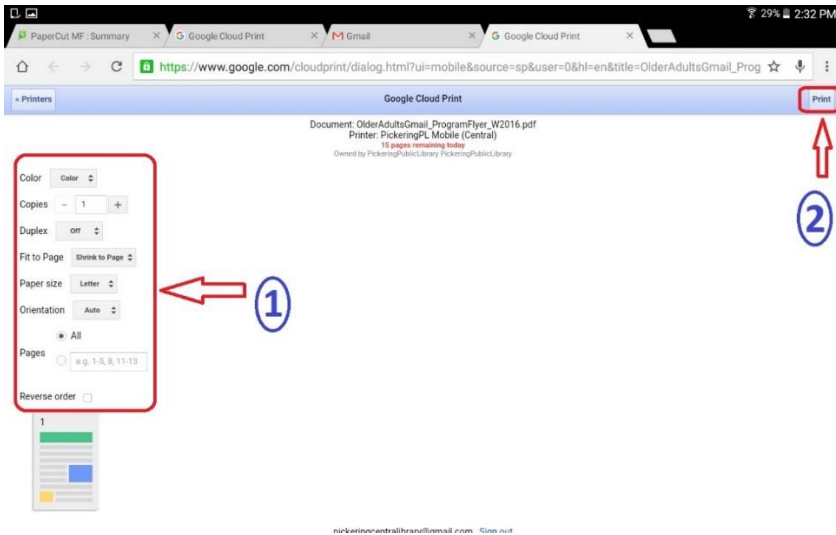 29% 2:32 PM
PaperCut MF : Summary
Google Cloud Print
Gmail
Google Cloud Print
https://www.google.com/cloudprint/dialog.html?ui=mobile&source=sp&user=0&hl=en&title=OlderAdultsGmail_Prog
« Printers
Google Cloud Print
Print
Document: OlderAdultsGmail_ProgramFlyer_W2016.pdf
Printer: PickeringPL Mobile (Central)
15 pages remaining today
Owned by PickeringPublicLibrary PickeringPublicLibrary
Color Color
Copies - 1 +
Duplex Off
Fit to Page Shrink to Page
Paper size Letter
Orientation Auto
All
Pages
e.g. 1-5, 8, 11-13
Reverse order
1
1
2
pickeringcentralibrary@gmail.com Sign out